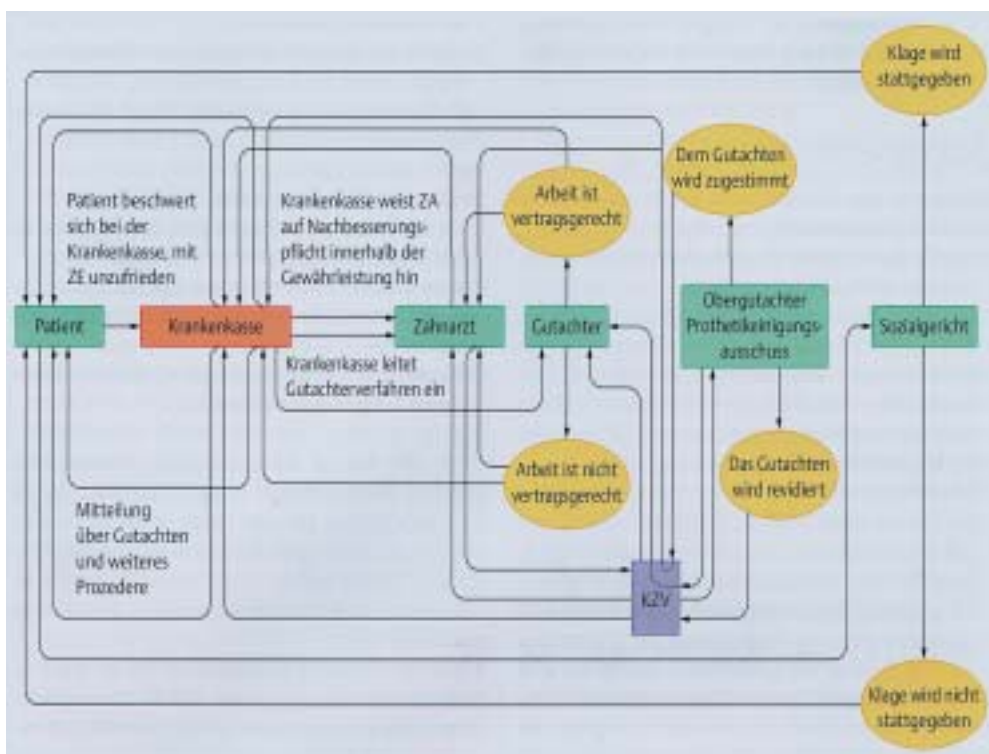 Klage wird
stattgegeben
Dem Gutachten
wird zugestimmt
Patient beschwert
sich bei der
Krankenkasse, mit
ZE unzufrieden
Krankenkasse weist ZA
auf Nachbesserungs-
pflicht innerhalb der
Gewährleistung hin
Arbeit ist
vertragsgerecht
Patient
Krankenkasse
Zahnarzt
Gutachter
Obergutachter
Prothetikeinigungs-
ausschuss
Sozialgericht
Krankenkasse leitet
Gutachterverfahren ein
Arbeit ist nicht
vertragsgerecht
Das Gutachten
wird revidiert
Mitteilung
über Gutachten
und weiteres
Prozedere
KZV
Klage wird nicht
stattgegeben